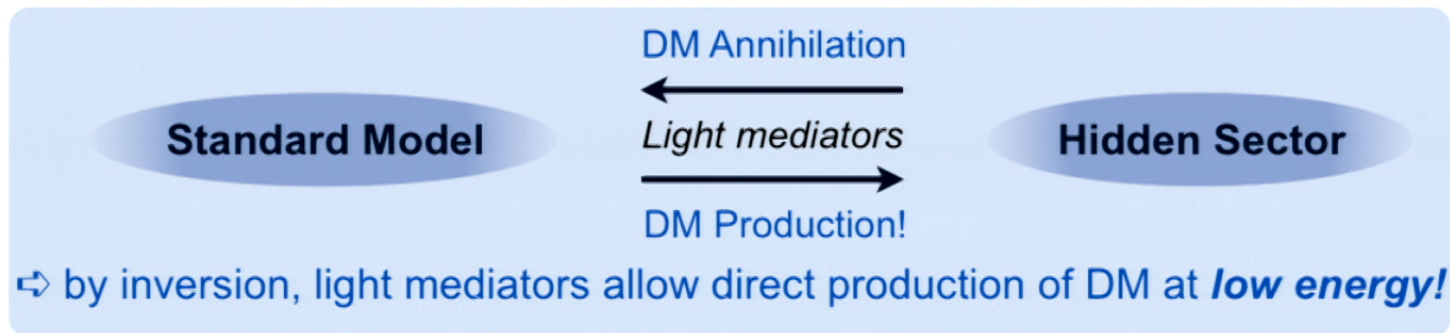 DM Annihilation
Standard Model Light mediators Hidden Sector
DM Production!
➪ by inversion, light mediators allow direct production of DM at low energy!